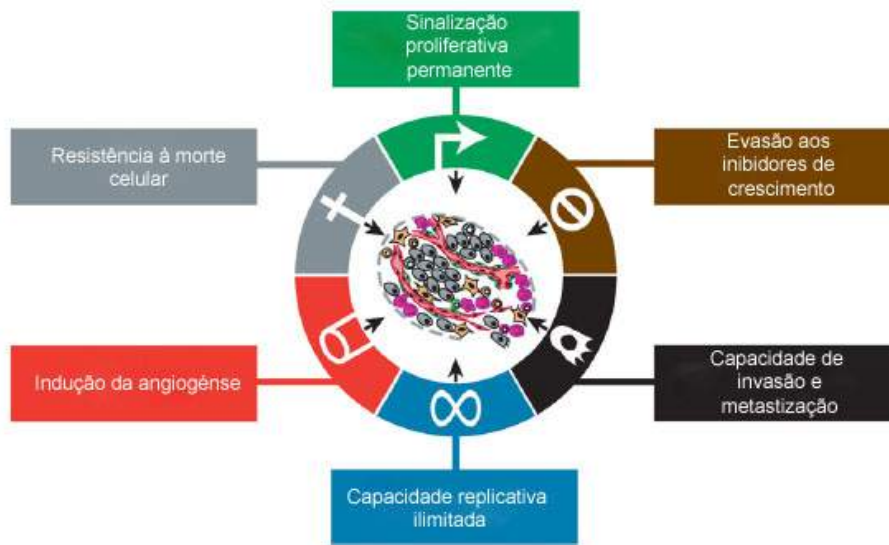 Sinalização
proliferativa
permanente
Resistência à morte
celular
Evasão aos
inibidores de
crescimento
Indução da angiogénse
Capacidade de
invasão e
metastização
Capacidade replicativa
ilimitada